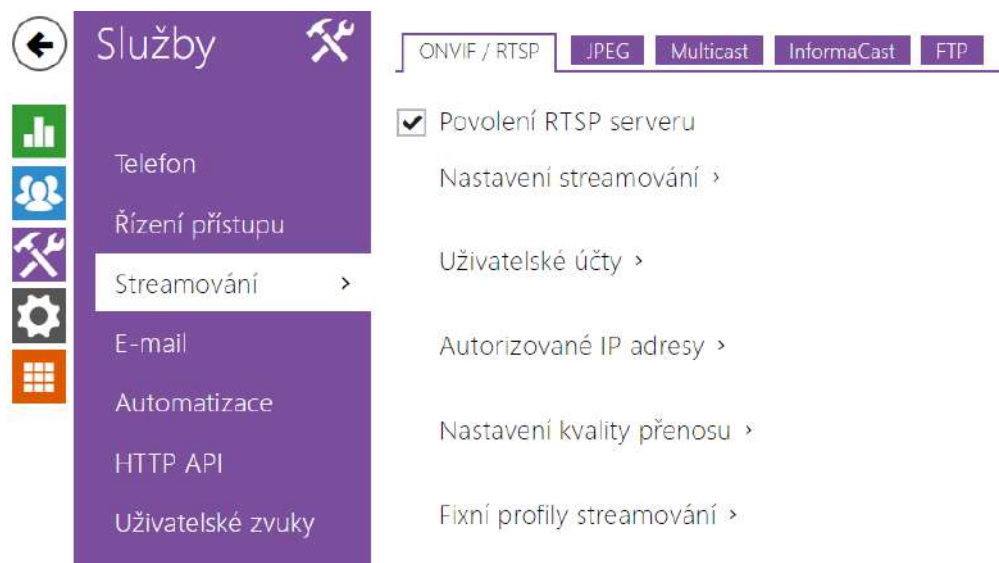 Služby
ONVIF / RTSP JPEG Multicast InformaCast FTP
Povolení RTSP serveru
Telefon
Nastavení streamování ›
Řízení přístupu
Uživatelské účty ›
Streamování ›
E-mail
Autorizované IP adresy ›
Automatizace
Nastavení kvality přenosu ›
HTTP API
Fixní profily streamování ›
Uživatelské zvuky